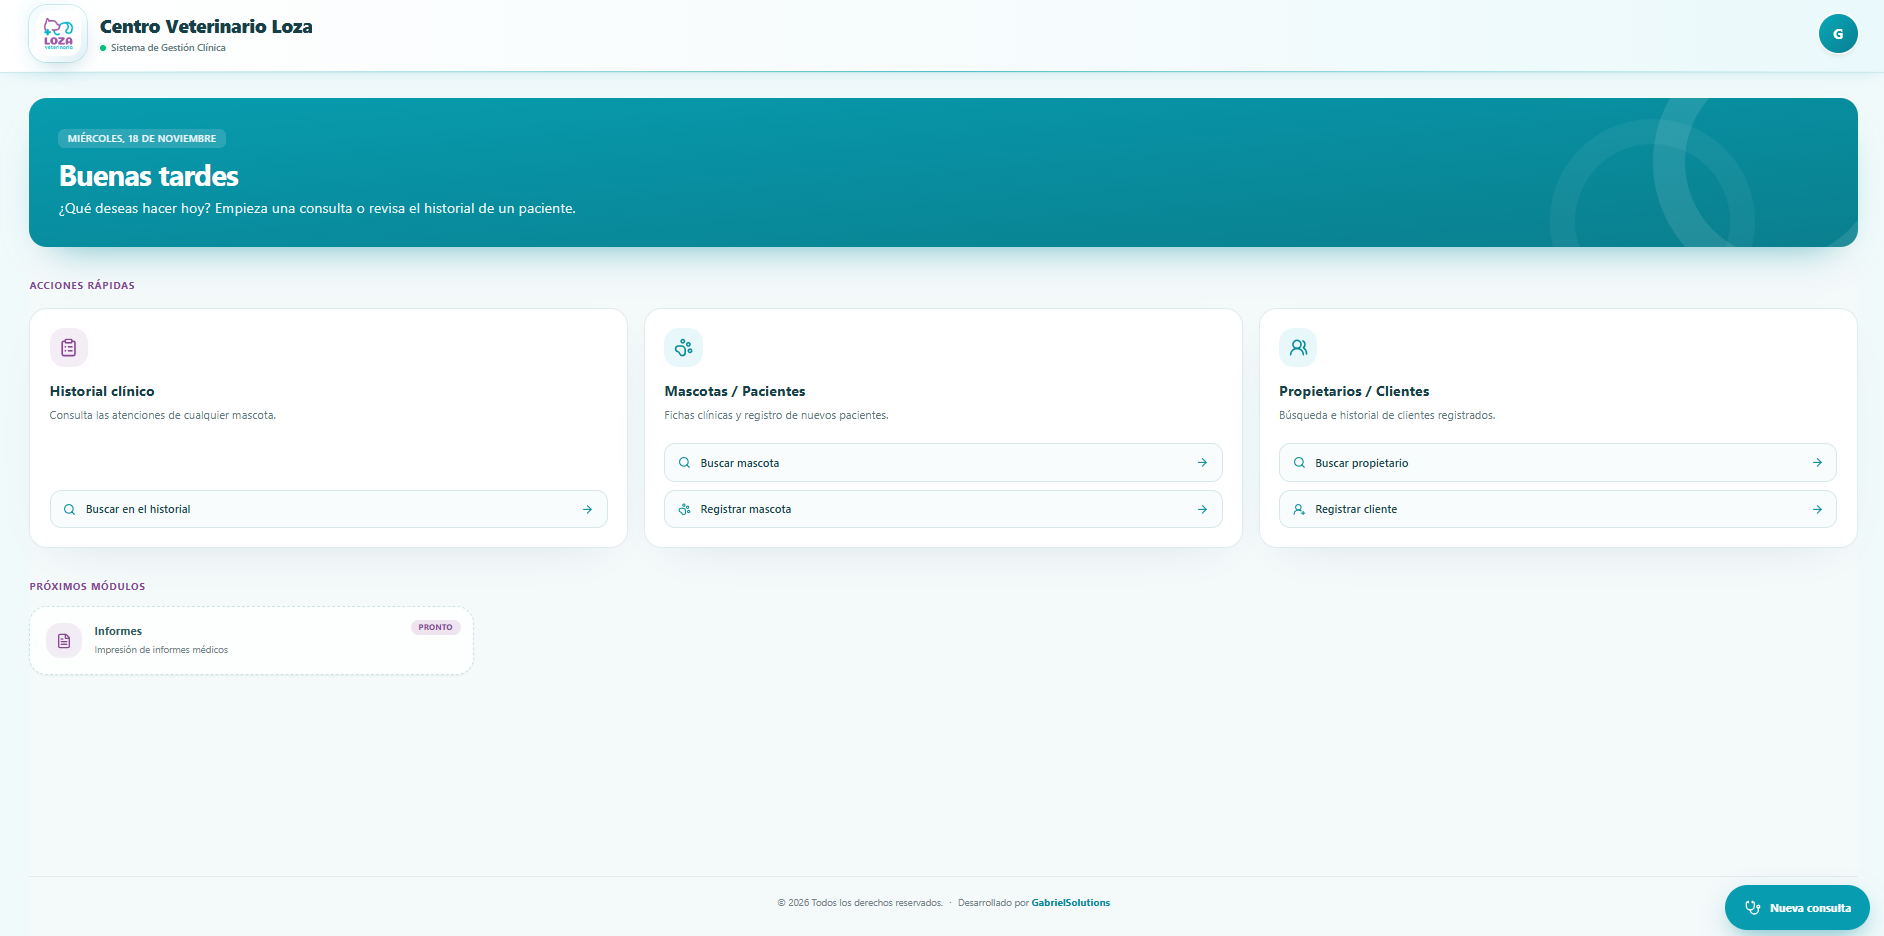 LOZA
VETERINARIA
Centro Veterinario Loza
Sistema de Gestión Clínica
G
MIÉRCOLES, 18 DE NOVIEMBRE
Buenas tardes
¿Qué deseas hacer hoy? Empieza una consulta o revisa el historial de un paciente.
ACCIONES RÁPIDAS
Historial clínico
Consulta las atenciones de cualquier mascota.
Buscar en el historial
Mascotas / Pacientes
Fichas clínicas y registro de nuevos pacientes.
Buscar mascota
Registrar mascota
Propietarios / Clientes
Búsqueda e historial de clientes registrados.
Buscar propietario
Registrar cliente
PRÓXIMOS MÓDULOS
Informes
PRONTO
Impresión de informes médicos
© 2026 Todos los derechos reservados. · Desarrollado por GabrielSolutions
Nueva consulta